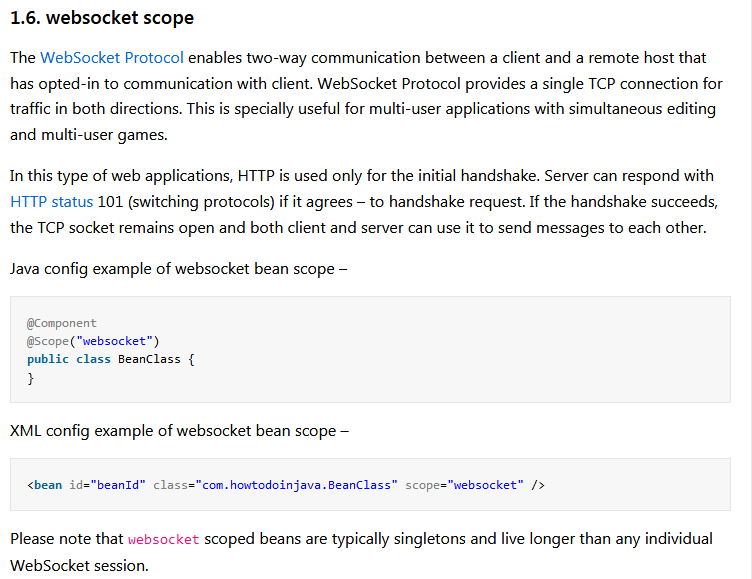 1.6. websocket scope
The WebSocket Protocol enables two-way communication between a client and a remote host that
has opted-in to communication with client. WebSocket Protocol provides a single TCP connection for
traffic in both directions. This is specially useful for multi-user applications with simultaneous editing
and multi-user games.
In this type of web applications, HTTP is used only for the initial handshake. Server can respond with
HTTP status 101 (switching protocols) if it agrees – to handshake request. If the handshake succeeds,
the TCP socket remains open and both client and server can use it to send messages to each other.
Java config example of websocket bean scope –
@Component
@Scope("websocket")
public class BeanClass {
}
XML config example of websocket bean scope –
<bean id="beanId" class="com.howtodoinjava.BeanClass" scope="websocket" />
Please note that websocket scoped beans are typically singletons and live longer than any individual
WebSocket session.